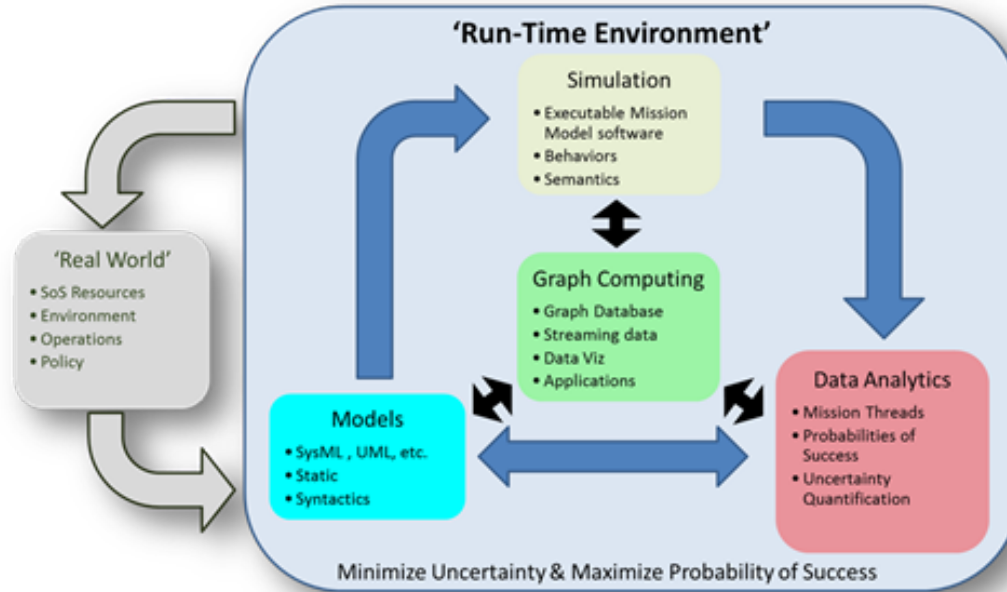 ‘Run-Time Environment’
Simulation
• Executable Mission
Model software
• Behaviors
• Semantics
‘Real World’
• SoS Resources
• Environment
• Operations
• Policy
Graph Computing
• Graph Database
• Streaming data
• Data Viz
• Applications
Models
• SysML , UML, etc.
• Static
• Syntactics
Data Analytics
• Mission Threads
• Probabilities of
Success
• Uncertainty
Quantification
Minimize Uncertainty & Maximize Probability of Success